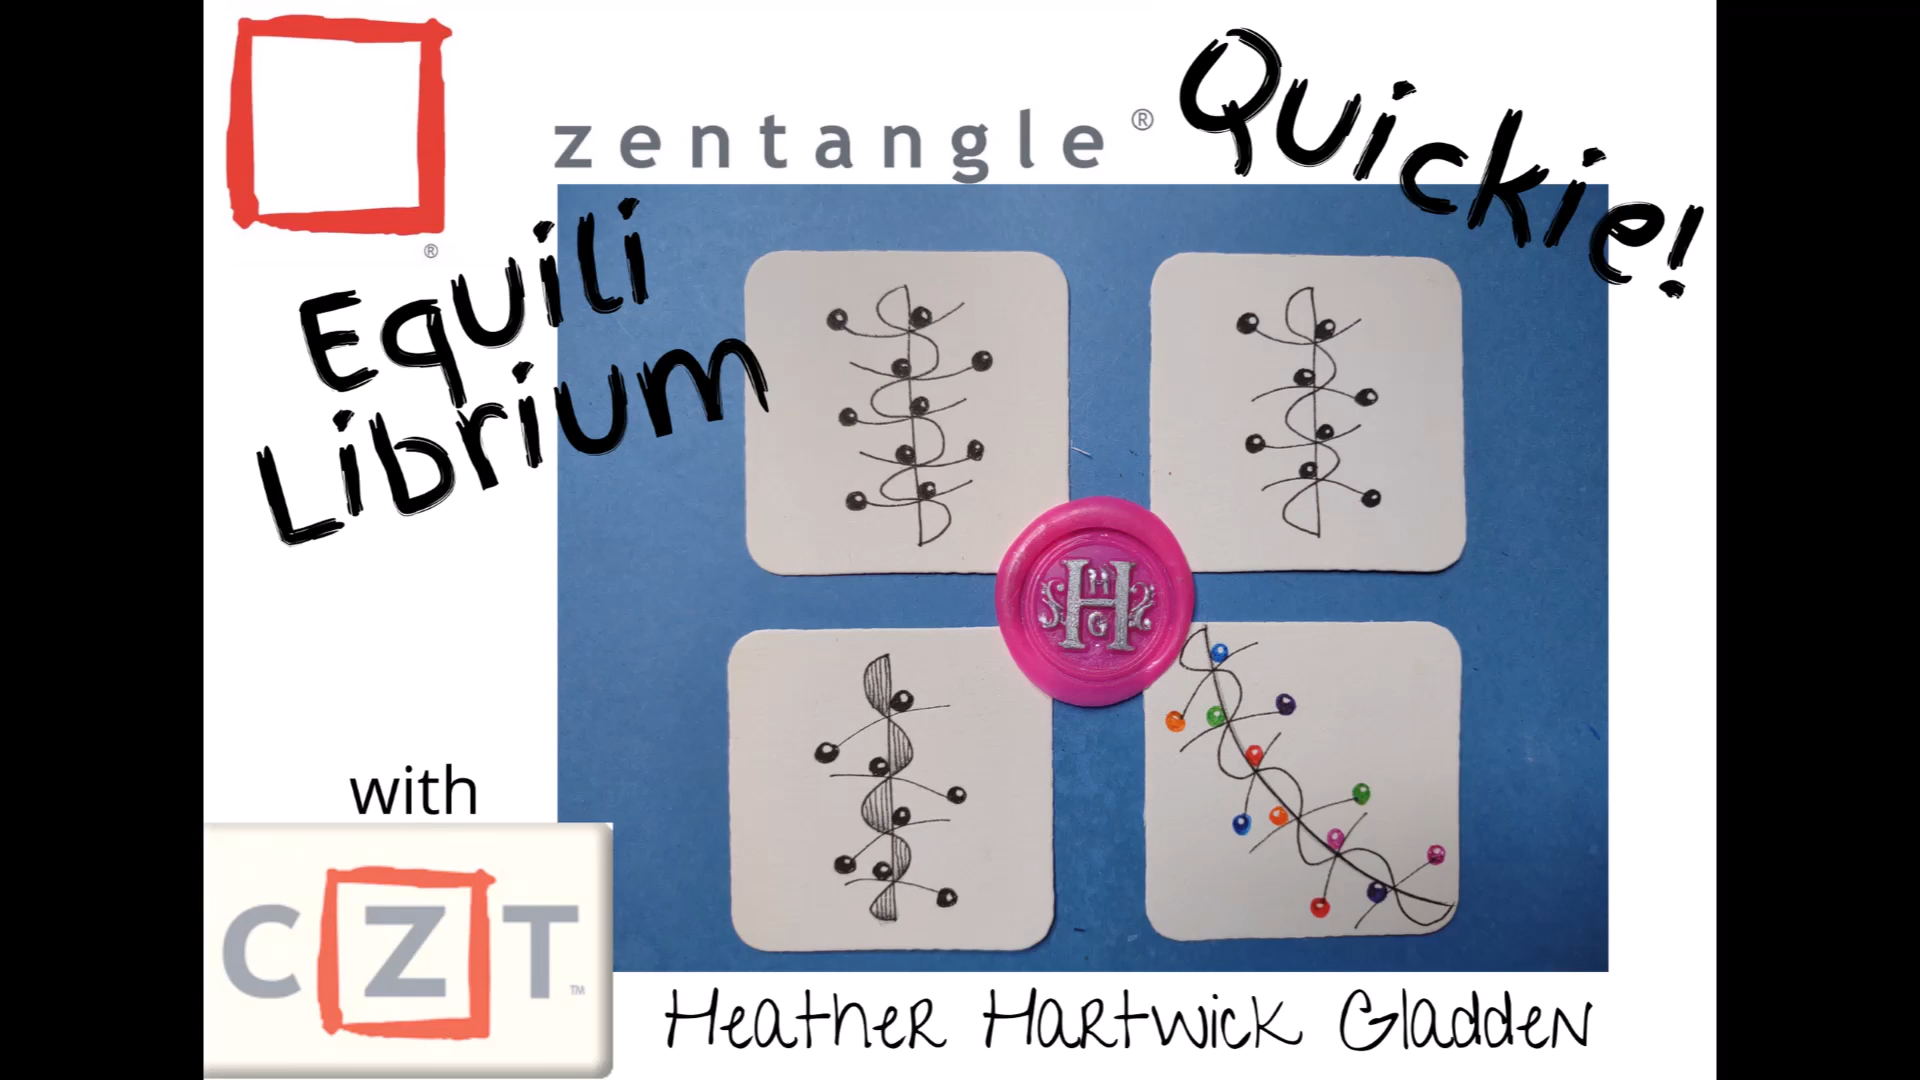 zentangle®
Quickie!
®
Equili
Librium
H
M
G
with
CZT™
Heather Hartwick Gladden